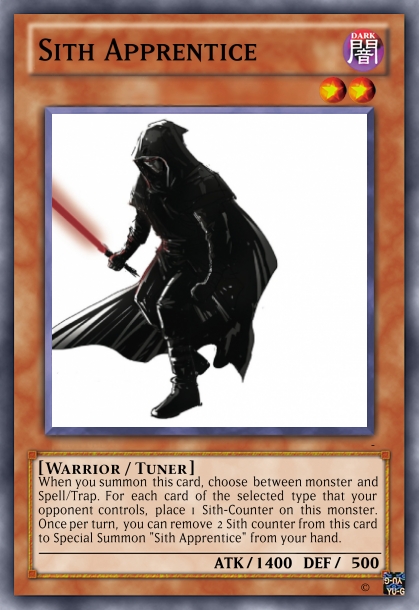 SITH APPRENTICE
DARK
闇
[WARRIOR / TUNER]
When you summon this card, choose between monster and
Spell/Trap. For each card of the selected type that your
opponent controls, place 1 Sith-Counter on this monster.
Once per turn, you can remove 2 Sith counter from this card
to Special Summon "Sith Apprentice" from your hand.
ATK / 1400 DEF / 500
©